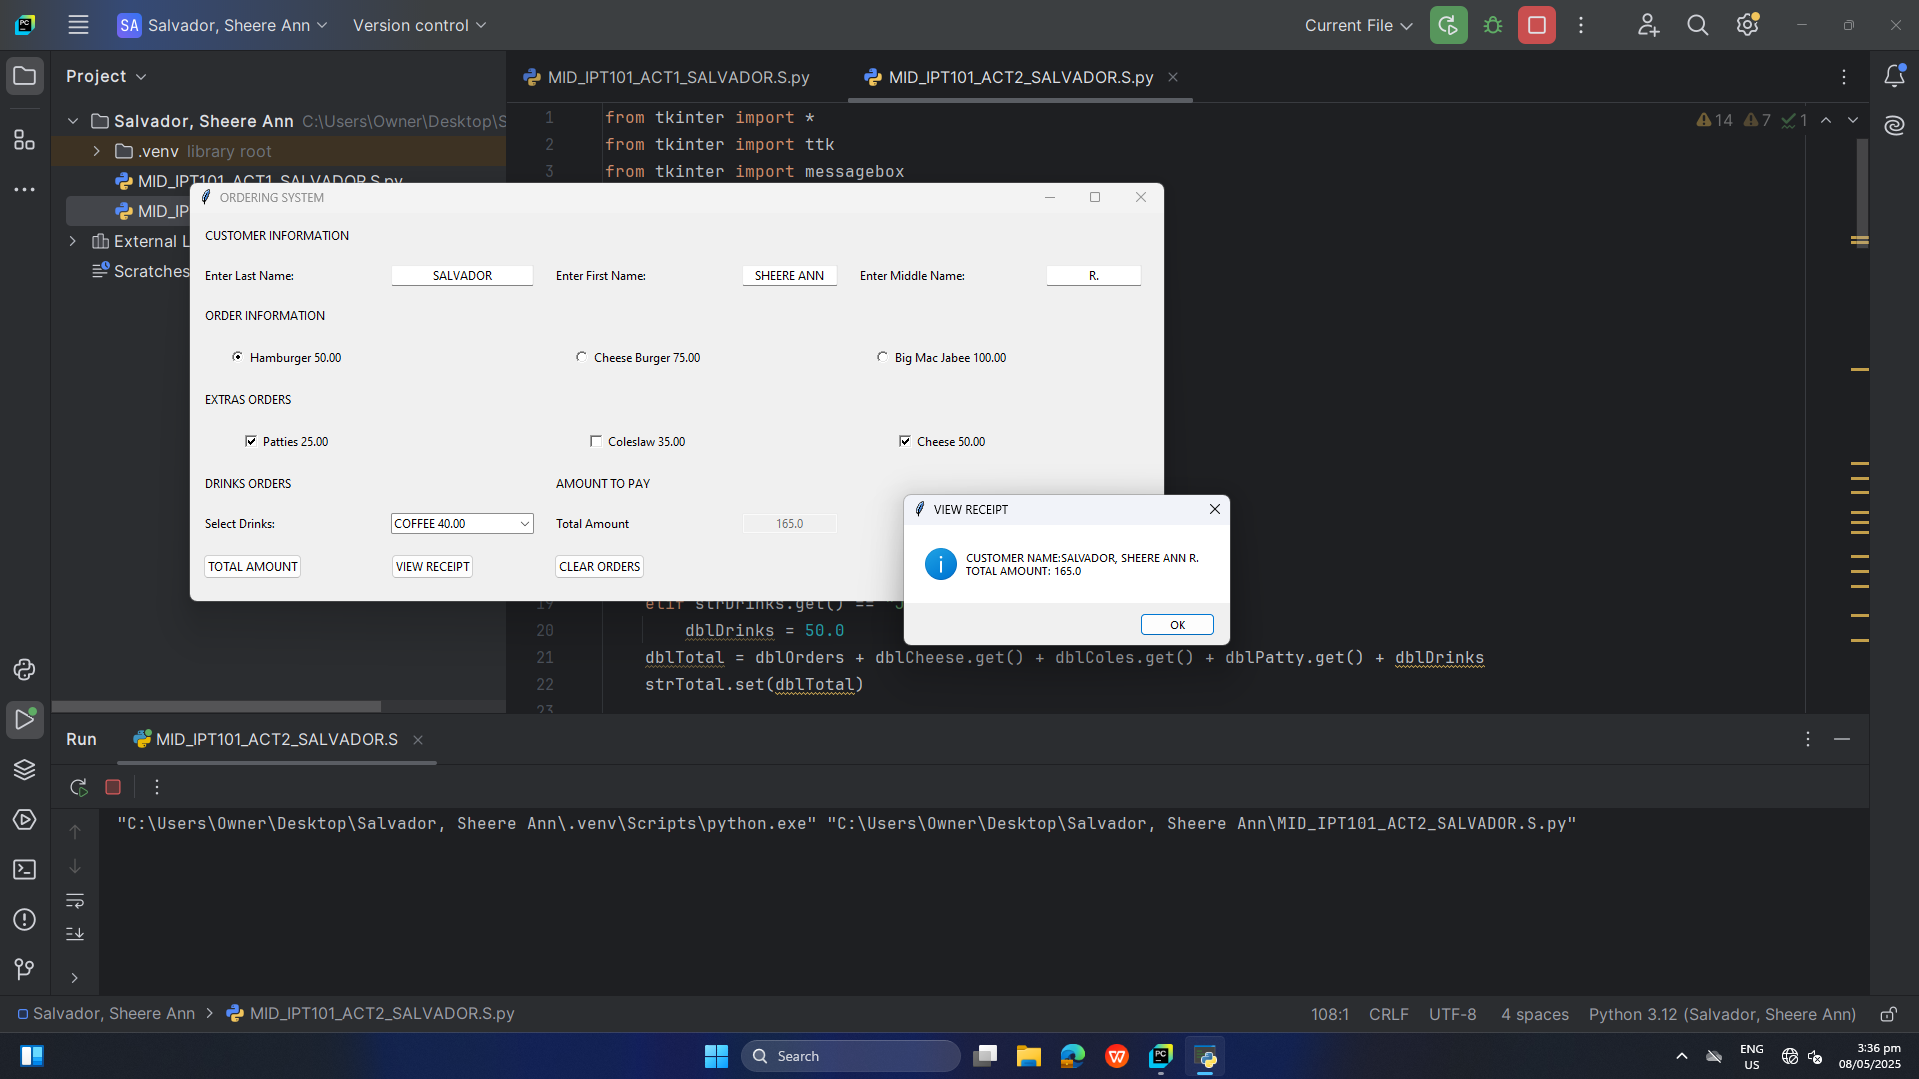 SA Salvador, Sheere Ann Version control Current File
Project
MID_IPT101_ACT1_SALVADOR.S.py MID_IPT101_ACT2_SALVADOR.S.py
Salvador, Sheere Ann C:\Users\Owner\Desktop\S
.venv library root
MID_IPT101_ACT1_SALVADOR.S.py
MID_IP
External L
Scratches
1 from tkinter import *
2 from tkinter import ttk
3 from tkinter import messagebox
14 7 1
ORDERING SYSTEM
CUSTOMER INFORMATION
Enter Last Name: SALVADOR Enter First Name: SHEERE ANN Enter Middle Name: R.
ORDER INFORMATION
Hamburger 50.00 Cheese Burger 75.00 Big Mac Jabee 100.00
EXTRAS ORDERS
Patties 25.00 Coleslaw 35.00 Cheese 50.00
DRINKS ORDERS AMOUNT TO PAY
Select Drinks: COFFEE 40.00 Total Amount 165.0
TOTAL AMOUNT VIEW RECEIPT CLEAR ORDERS
VIEW RECEIPT
CUSTOMER NAME:SALVADOR, SHEERE ANN R.
TOTAL AMOUNT: 165.0
OK
19 elif strDrinks.get() == "J
20 dblDrinks = 50.0
21 dblTotal = dblOrders + dblCheese.get() + dblColes.get() + dblPatty.get() + dblDrinks
22 strTotal.set(dblTotal)
23
Run MID_IPT101_ACT2_SALVADOR.S
"C:\Users\Owner\Desktop\Salvador, Sheere Ann\.venv\Scripts\python.exe" "C:\Users\Owner\Desktop\Salvador, Sheere Ann\MID_IPT101_ACT2_SALVADOR.S.py"
Salvador, Sheere Ann MID_IPT101_ACT2_SALVADOR.S.py 108:1 CRLF UTF-8 4 spaces Python 3.12 (Salvador, Sheere Ann)
Search
ENG
US
3:36 pm
08/05/2025